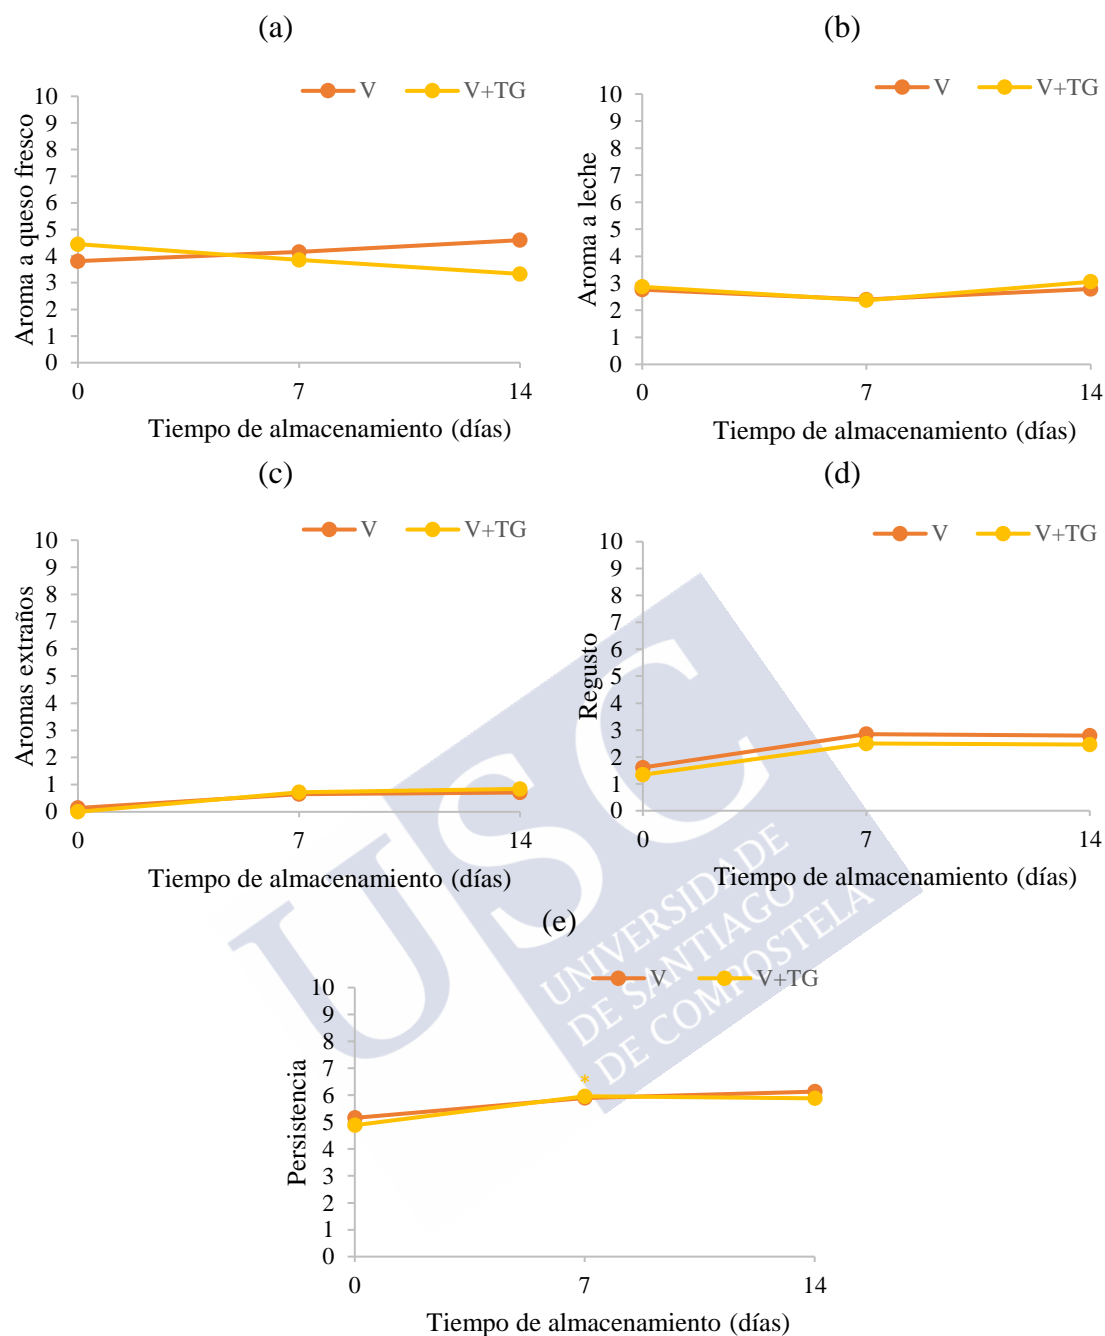 (a)
V
V+TG
10
9
8
7
6
5
4
3
2
1
0
Aroma a queso fresco
0 7 14
Tiempo de almacenamiento (días)
(b)
V
V+TG
10
9
8
7
6
5
4
3
2
1
0
Aroma a leche
0 7 14
Tiempo de almacenamiento (días)
(c)
V
V+TG
10
9
8
7
6
5
4
3
2
1
0
Aromas extraños
0 7 14
Tiempo de almacenamiento (días)
(d)
V
V+TG
10
9
8
7
6
5
4
3
2
1
0
Regusto
0 7 14
Tiempo de almacenamiento (días)
(e)
V
V+TG
10
9
8
7
6
5
4
3
2
1
0
Persistencia
*
0 7 14
Tiempo de almacenamiento (días)
USC
UNIVERSIDADE
DE SANTIAGO
DE COMPOSTELA